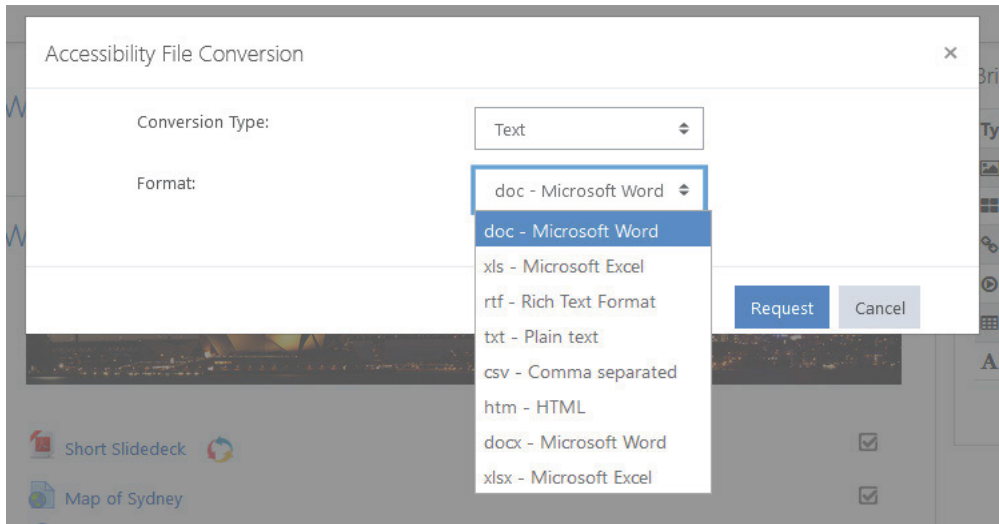 Accessibility File Conversion ×
Bri
W
Conversion Type: Text
Ty
Format: doc - Microsoft Word
doc - Microsoft Word
W
xls - Microsoft Excel
rtf - Rich Text Format
Request Cancel
txt - Plain text
csv - Comma separated
A
htm - HTML
docx - Microsoft Word
Short Slidedeck
xlsx - Microsoft Excel
Map of Sydney